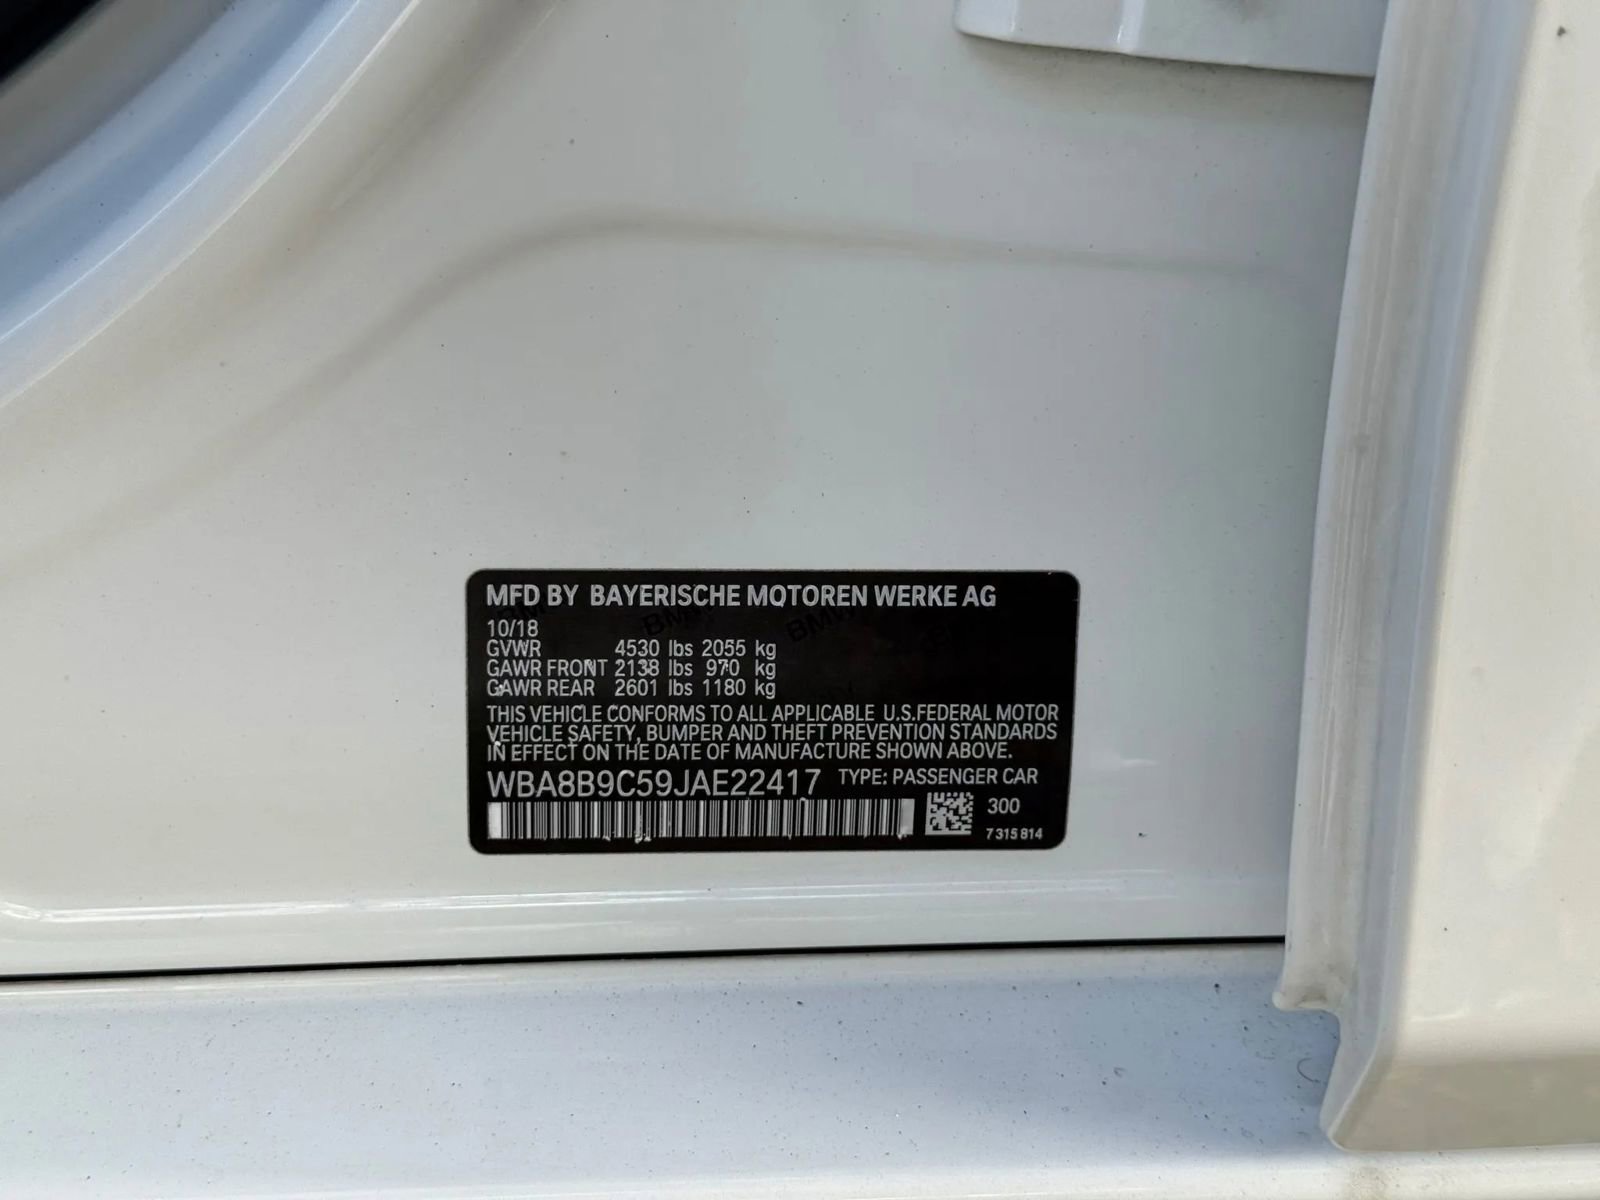 MFD BY BAYERISCHE MOTOREN WERKE AG
10/18
GVWR 4530 lbs 2055 kg
GAWR FRONT 2138 lbs 970 kg
GAWR REAR 2601 lbs 1180 kg
THIS VEHICLE CONFORMS TO ALL APPLICABLE U.S.FEDERAL MOTOR
VEHICLE SAFETY, BUMPER AND THEFT PREVENTION STANDARDS
IN EFFECT ON THE DATE OF MANUFACTURE SHOWN ABOVE.
WBA8B9C59JAE22417 TYPE: PASSENGER CAR
300
7 315 814